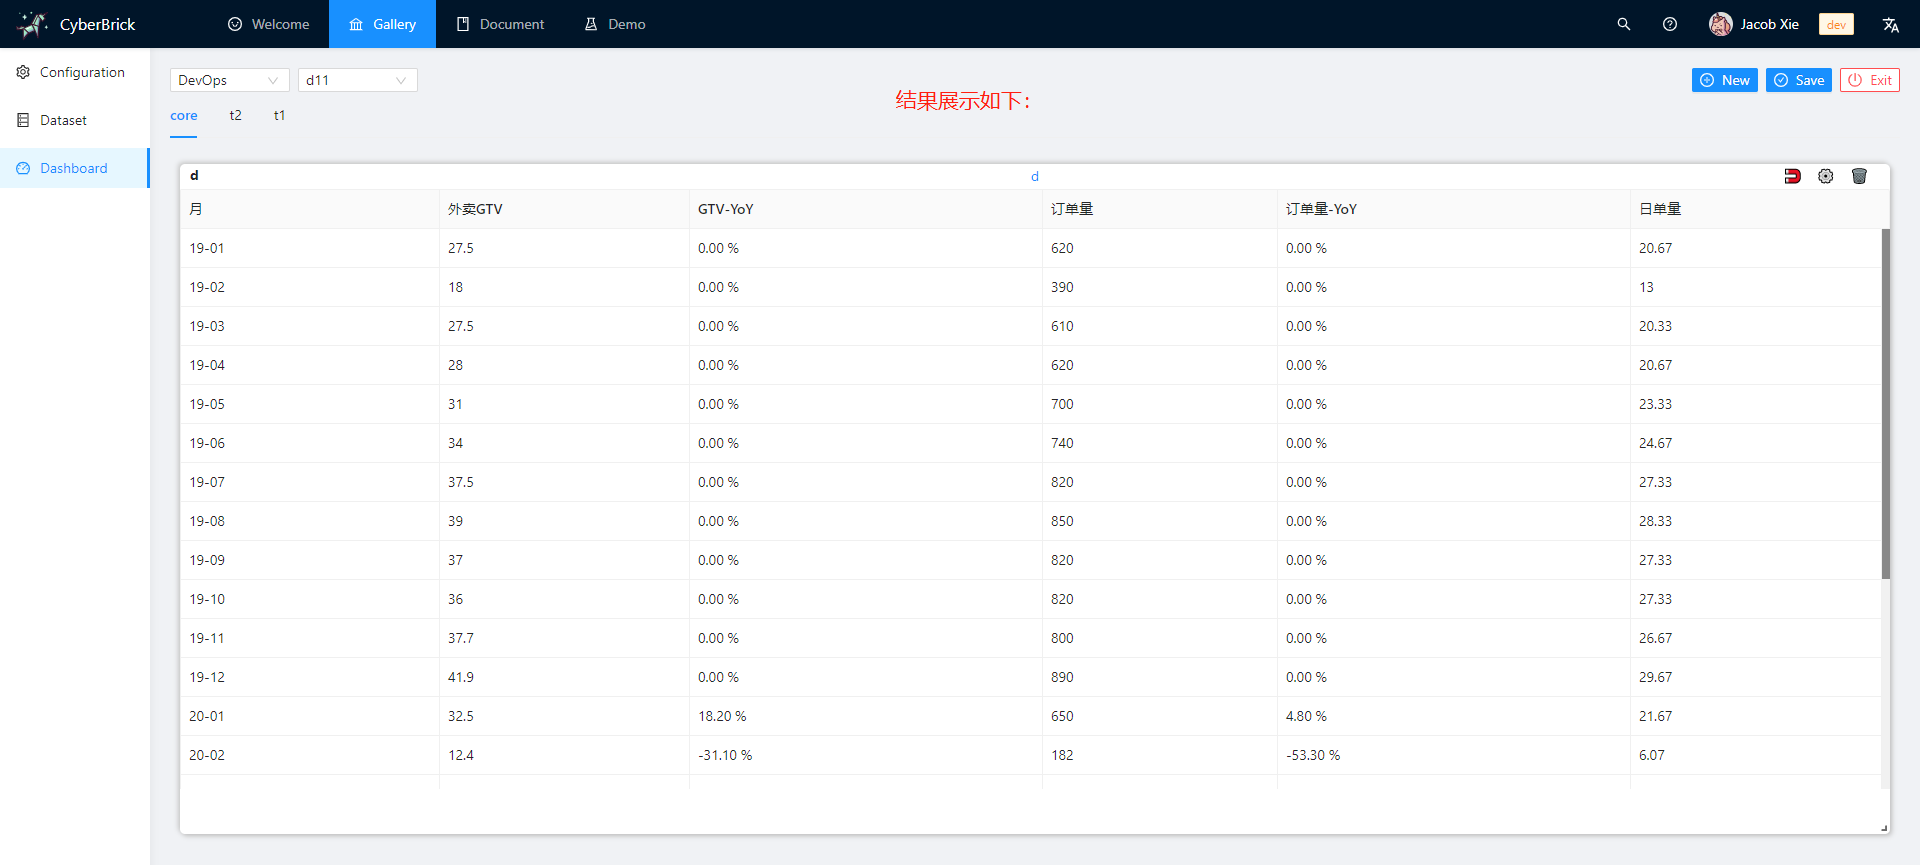 CyberBrick Welcome Gallery Document Demo Jacob Xie dev
Configuration
Dataset
Dashboard
DevOps d11 New Save Exit
结果展示如下：
core t2 t1
d d
月 外卖GTV GTV-YoY 订单量 订单量-YoY 日单量
19-01 27.5 0.00 % 620 0.00 % 20.67
19-02 18 0.00 % 390 0.00 % 13
19-03 27.5 0.00 % 610 0.00 % 20.33
19-04 28 0.00 % 620 0.00 % 20.67
19-05 31 0.00 % 700 0.00 % 23.33
19-06 34 0.00 % 740 0.00 % 24.67
19-07 37.5 0.00 % 820 0.00 % 27.33
19-08 39 0.00 % 850 0.00 % 28.33
19-09 37 0.00 % 820 0.00 % 27.33
19-10 36 0.00 % 820 0.00 % 27.33
19-11 37.7 0.00 % 800 0.00 % 26.67
19-12 41.9 0.00 % 890 0.00 % 29.67
20-01 32.5 18.20 % 650 4.80 % 21.67
20-02 12.4 -31.10 % 182 -53.30 % 6.07